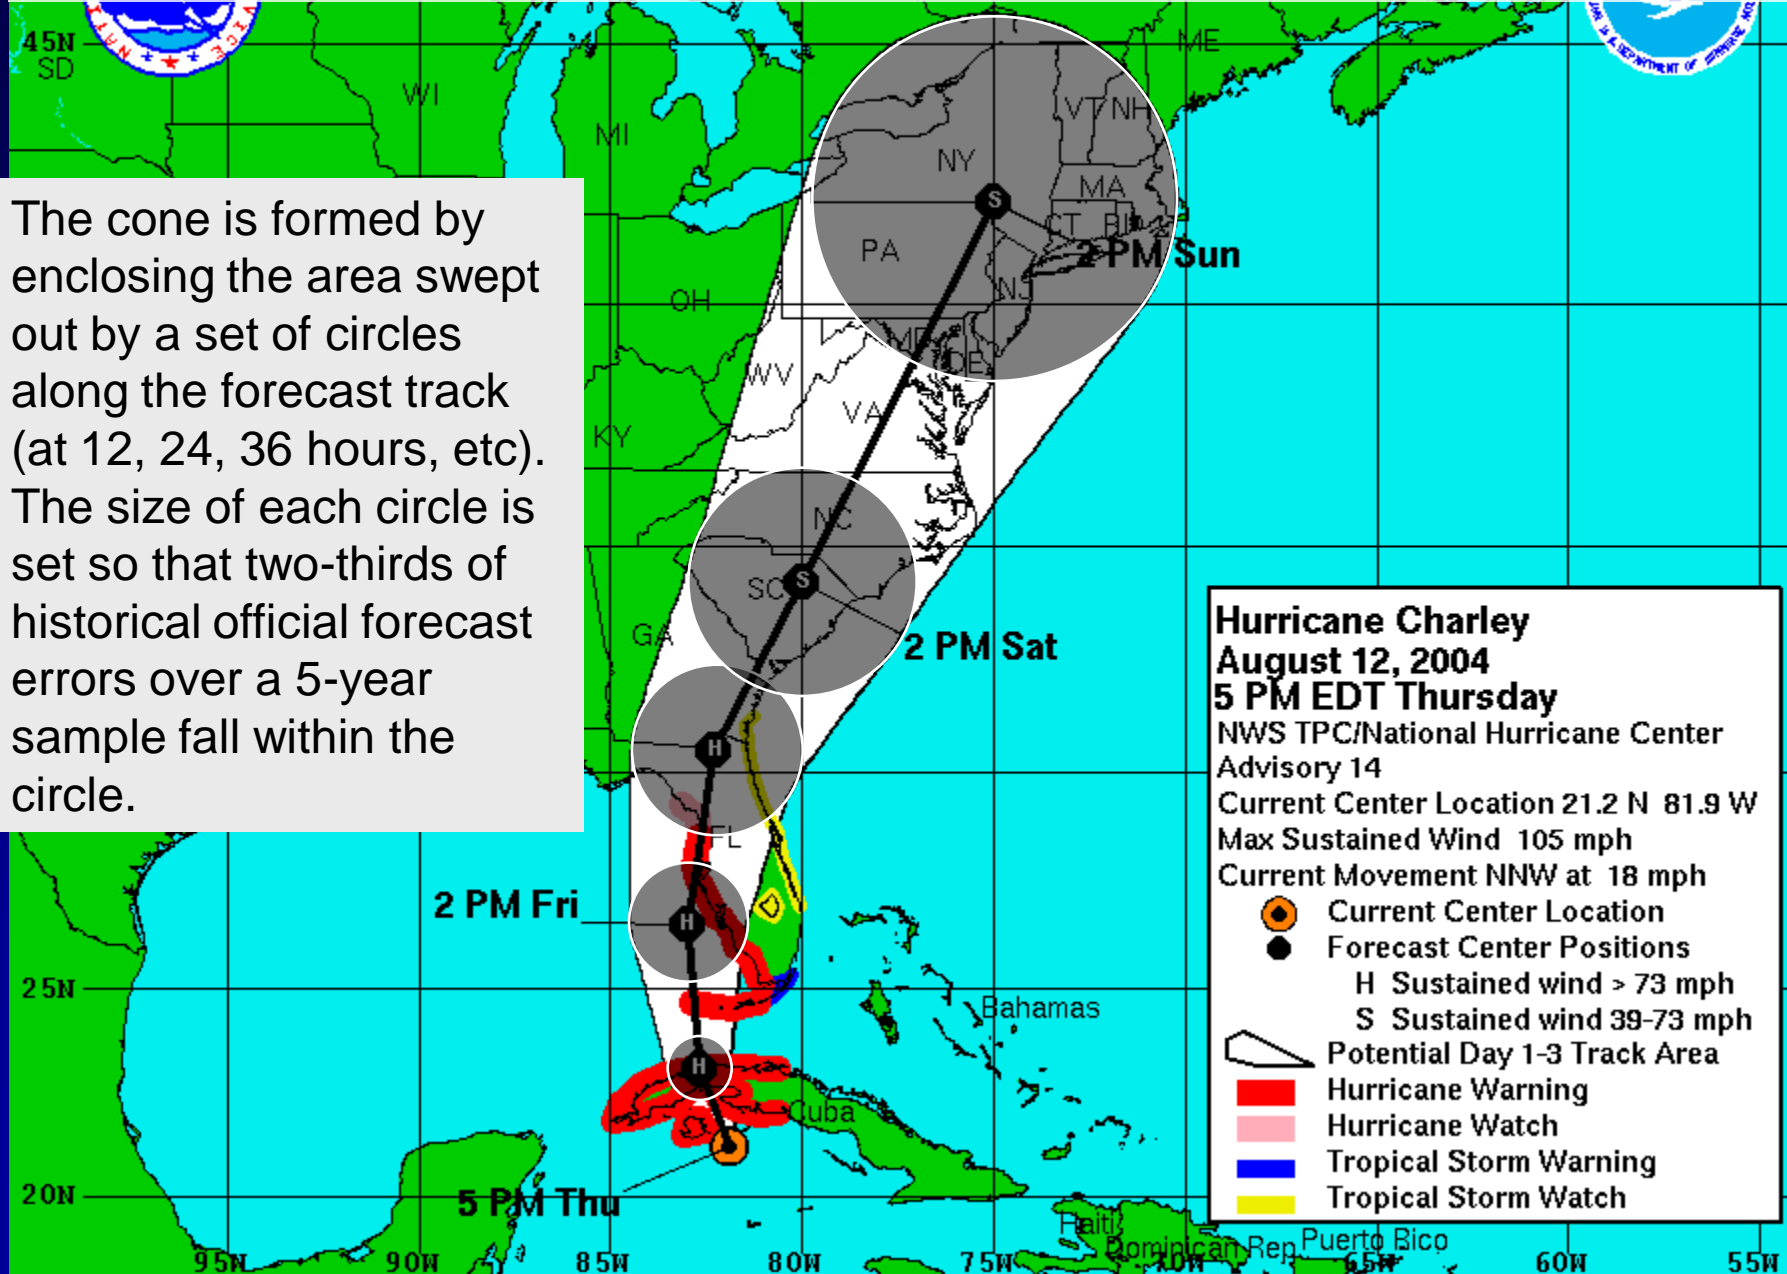 45N
SD
WI
MI
ME
VT
NH
NY
MA
CT
RI
2 PM Sun
PA
NJ
OH
MD
DE
WV
VA
KY
NC
SC
GA
2 PM Sat
FL
2 PM Fri
25N
Bahamas
Cuba
5 PM Thu
20N
Haiti
Dominican Rep
Puerto Rico
95W
90W
85W
80W
75W
70W
65W
60W
55W
The cone is formed by
enclosing the area swept
out by a set of circles
along the forecast track
(at 12, 24, 36 hours, etc).
The size of each circle is
set so that two-thirds of
historical official forecast
errors over a 5-year
sample fall within the
circle.
S
S
H
H
H
Hurricane Charley
August 12, 2004
5 PM EDT Thursday
NWS TPC/National Hurricane Center
Advisory 14
Current Center Location 21.2 N 81.9 W
Max Sustained Wind 105 mph
Current Movement NNW at 18 mph
Current Center Location
Forecast Center Positions
H Sustained wind > 73 mph
S Sustained wind 39-73 mph
Potential Day 1-3 Track Area
Hurricane Warning
Hurricane Watch
Tropical Storm Warning
Tropical Storm Watch